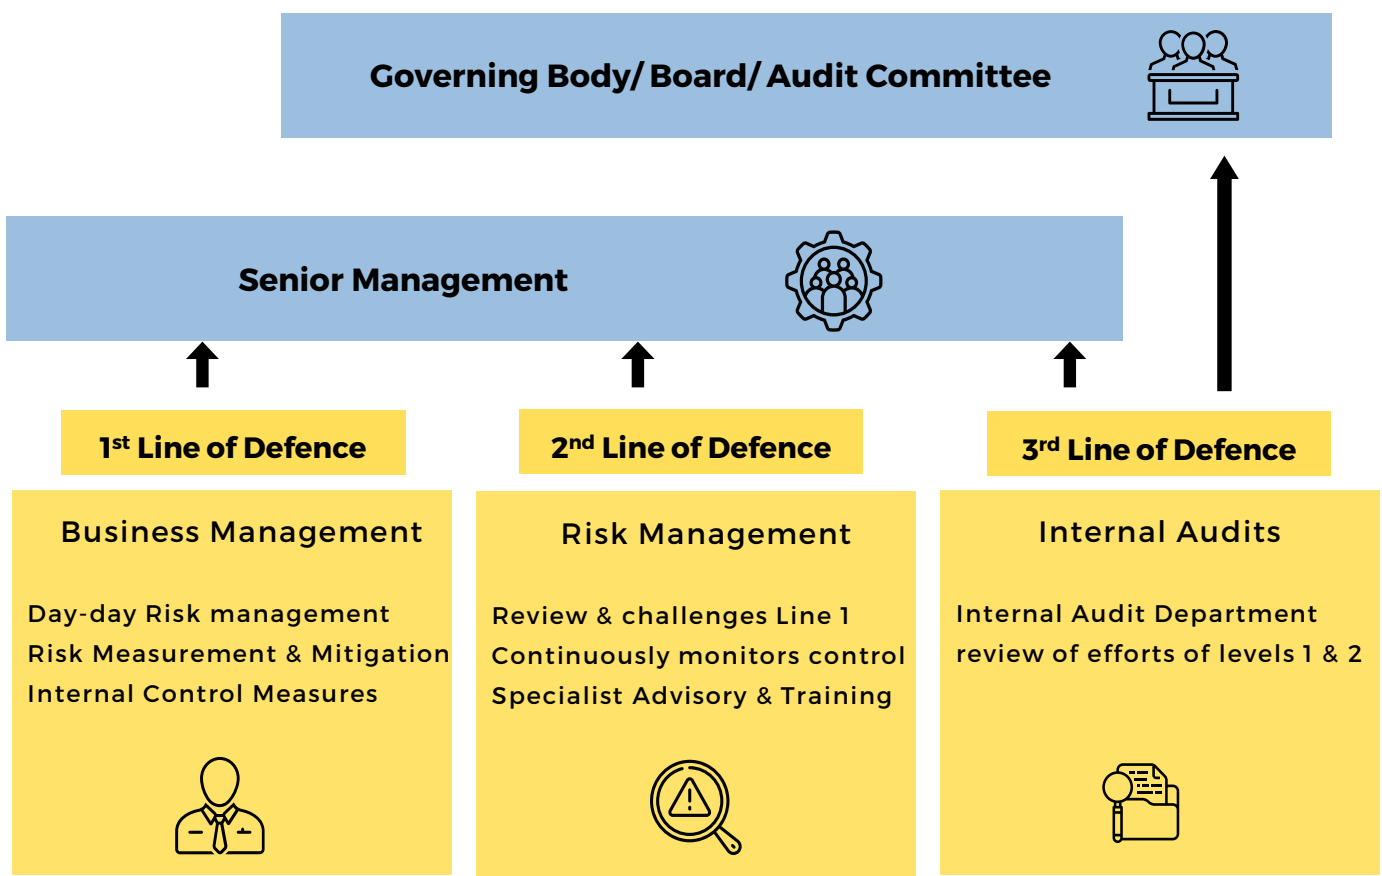 Governing Body/ Board/ Audit Committee
Senior Management
1st Line of Defence
Business Management
Day-day Risk management
Risk Measurement & Mitigation
Internal Control Measures
2nd Line of Defence
Risk Management
Review & challenges Line 1
Continuously monitors control
Specialist Advisory & Training
3rd Line of Defence
Internal Audits
Internal Audit Department
review of efforts of levels 1 & 2